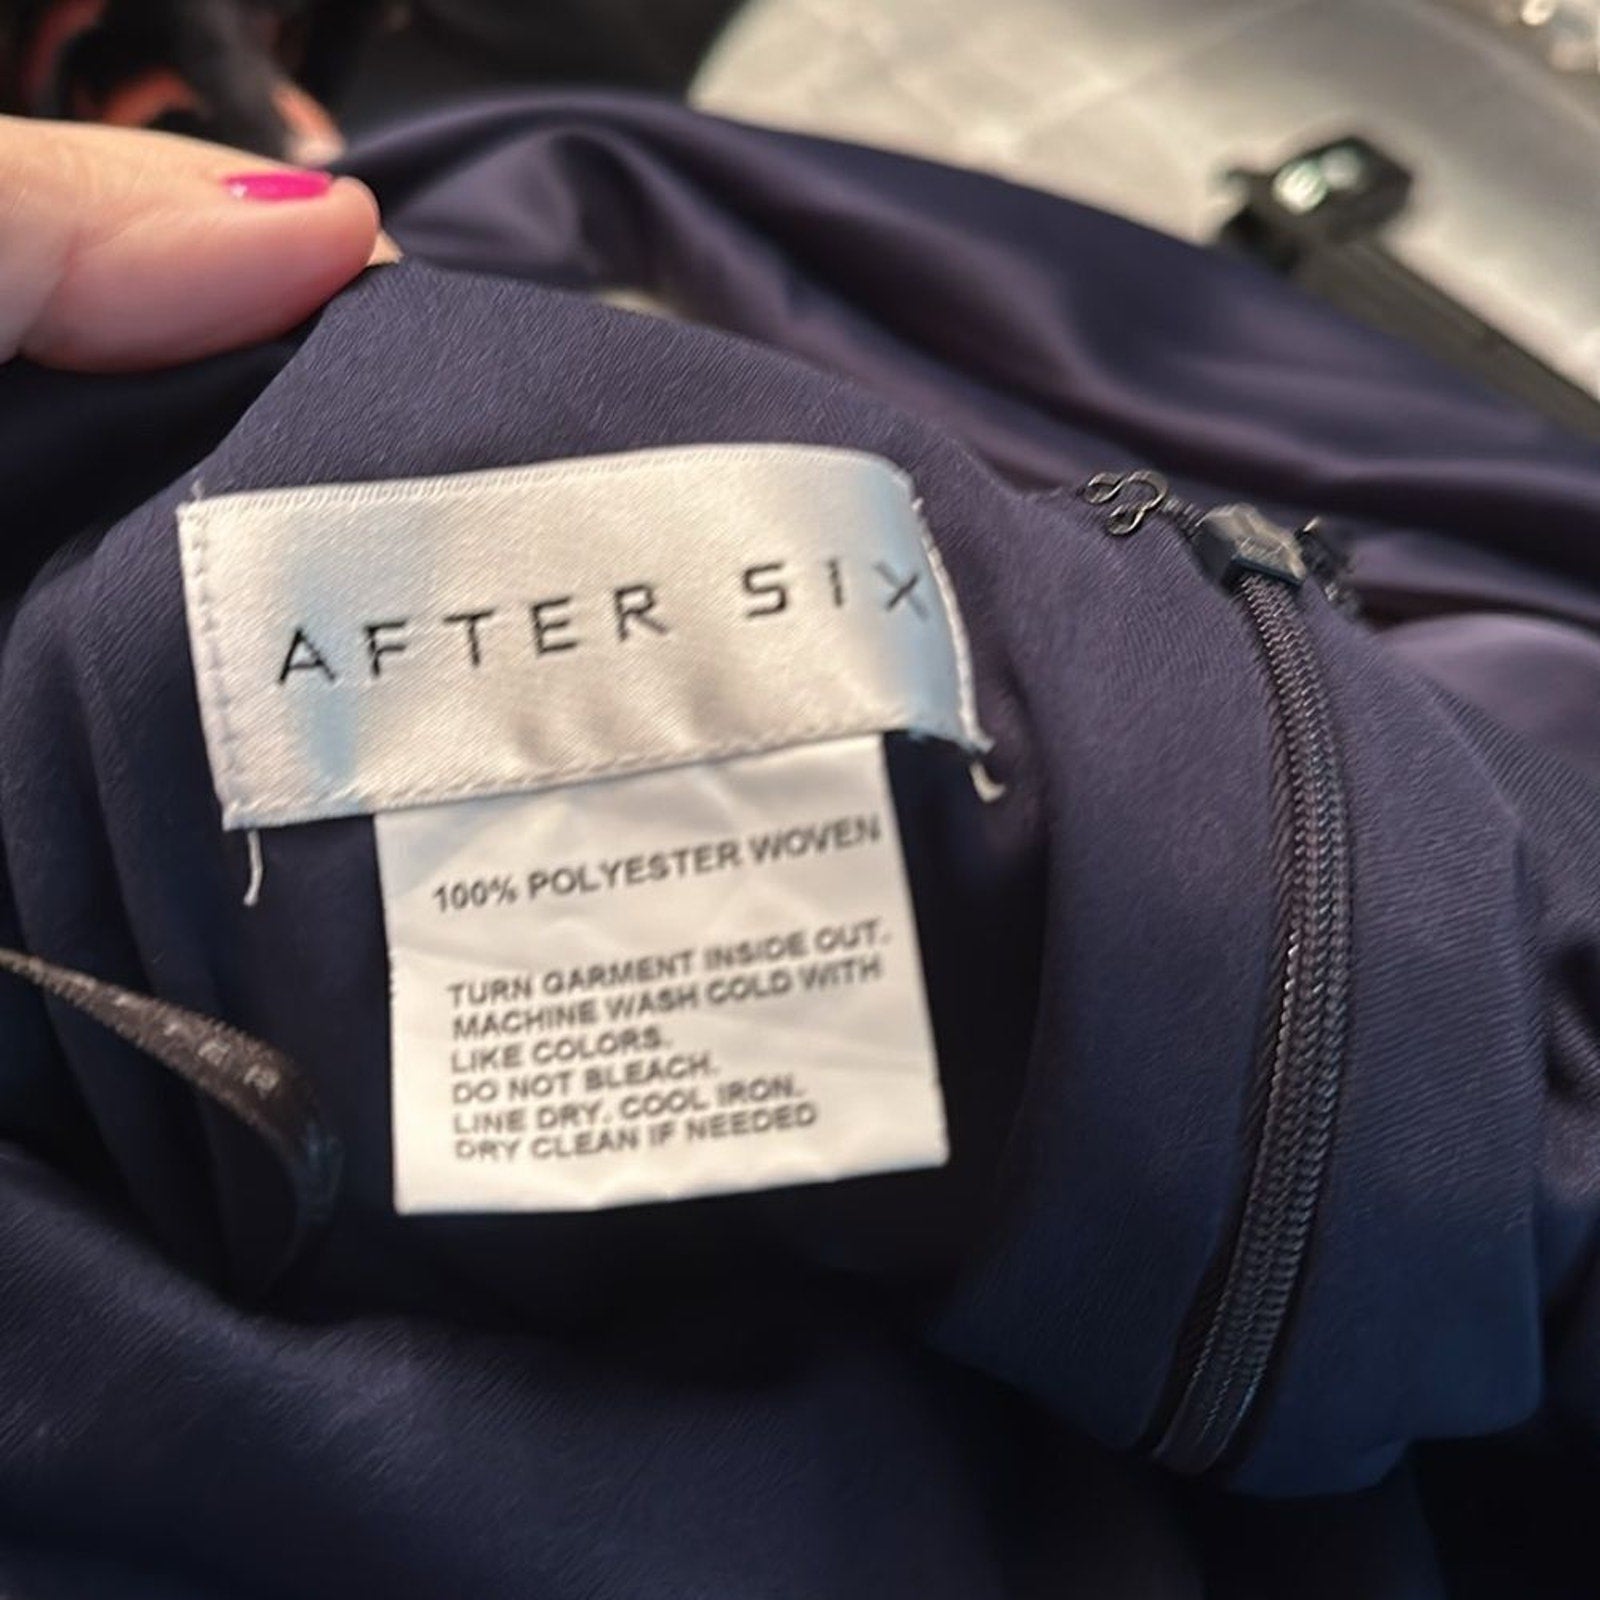 AFTER SIX
100% POLYESTER WOVEN
TURN GARMENT INSIDE OUT.
MACHINE WASH COLD WITH
LIKE COLORS.
DO NOT BLEACH.
LINE DRY. COOL IRON.
DRY CLEAN IF NEEDED